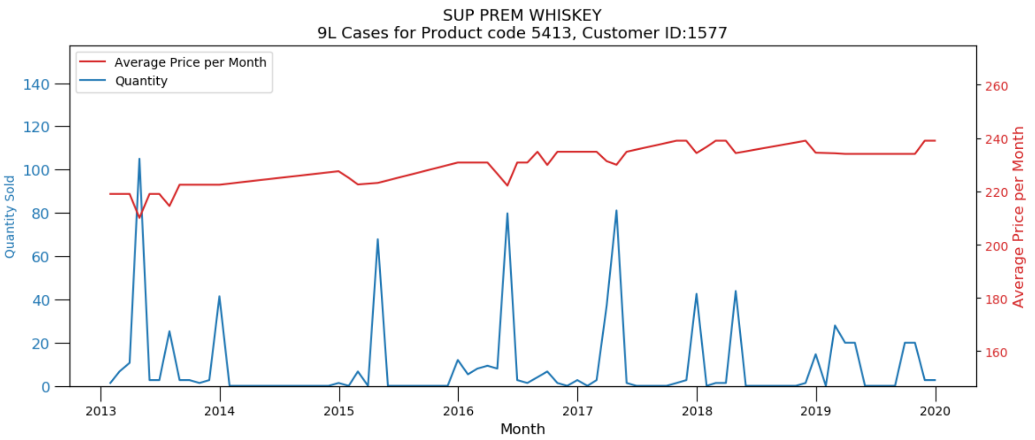 SUP PREM WHISKEY
9L Cases for Product code 5413, Customer ID:1577
Average Price per Month
Quantity
140
120
100
80
60
40
20
0
Quantity Sold
260
240
220
200
180
160
Average Price per Month
2013 2014 2015 2016 2017 2018 2019 2020
Month